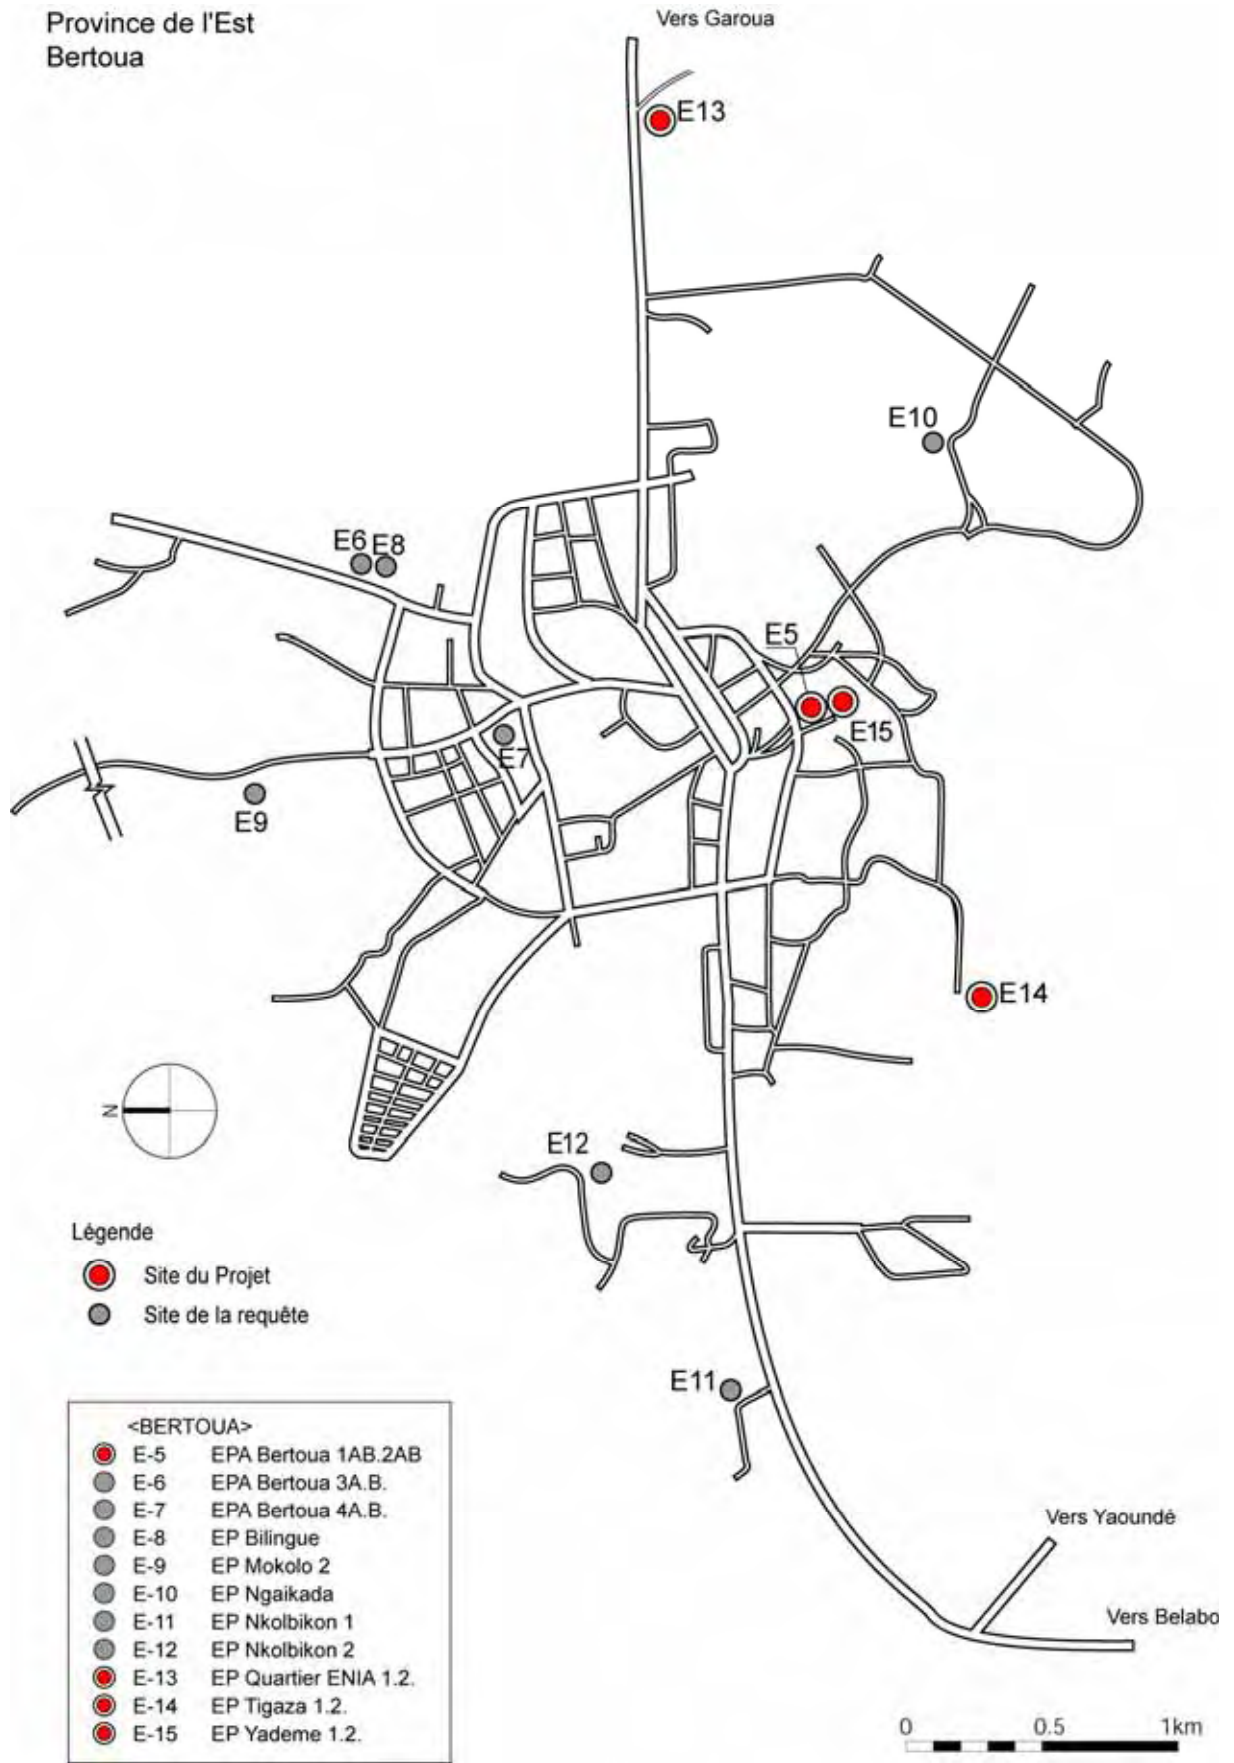 Province de l'Est
Bertoua
Vers Garoua
E13
E10
E6
E8
E5
E15
E7
E9
E14
N
E12
Légende
Site du Projet
Site de la requête
E11
<BERTOUA>
E-5 EPA Bertoua 1AB.2AB
E-6 EPA Bertoua 3A.B.
E-7 EPA Bertoua 4A.B.
E-8 EP Bilingue
E-9 EP Mokolo 2
E-10 EP Ngaikada
E-11 EP Nkolbikon 1
E-12 EP Nkolbikon 2
E-13 EP Quartier ENIA 1.2.
E-14 EP Tigaza 1.2.
E-15 EP Yademe 1.2.
Vers Yaoundé
Vers Belabo
0 0.5 1km